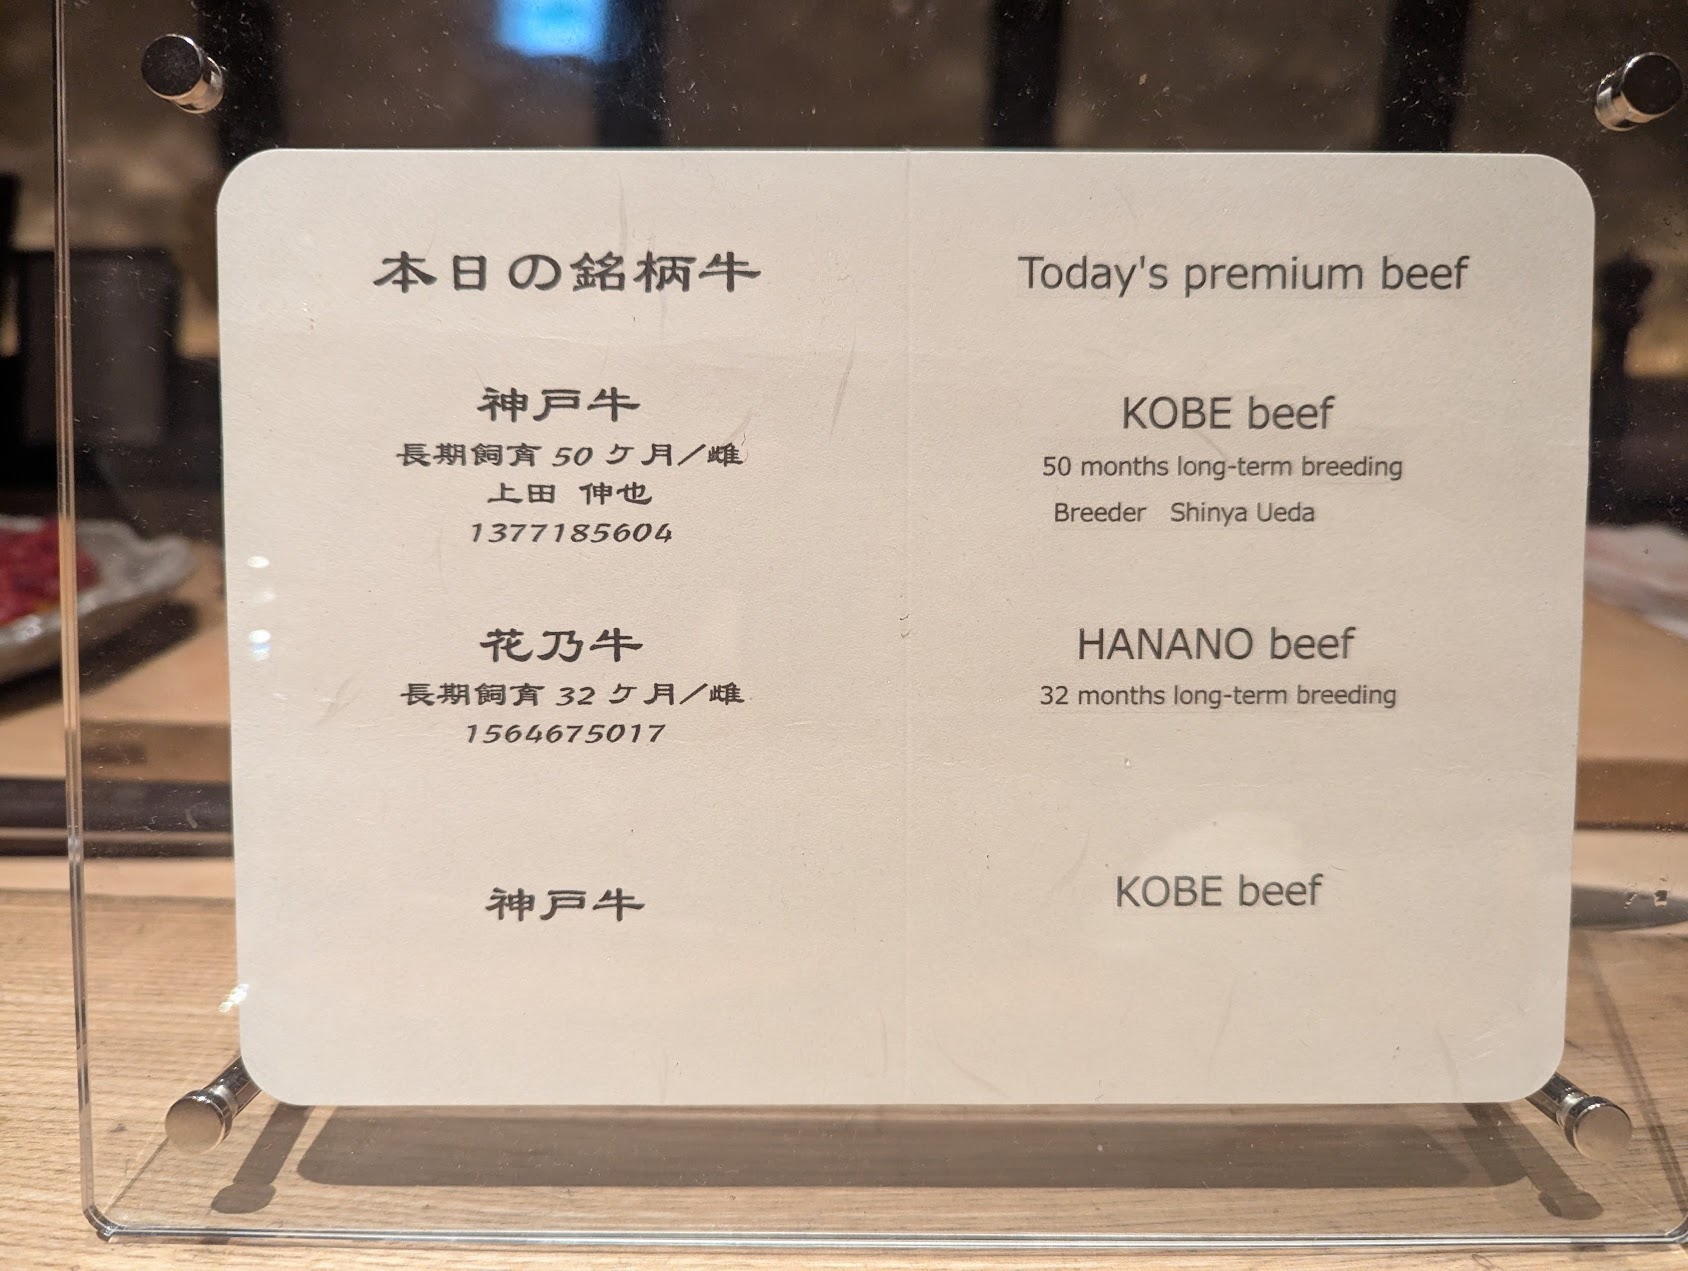 本日の銘柄牛
神戸牛
長期飼育 50 ケ月／雌
上田 伸也
1377185604
花乃牛
長期飼育 32 ケ月／雌
1564675017
神戸牛
Today's premium beef
KOBE beef
50 months long-term breeding
Breeder Shinya Ueda
HANANO beef
32 months long-term breeding
KOBE beef